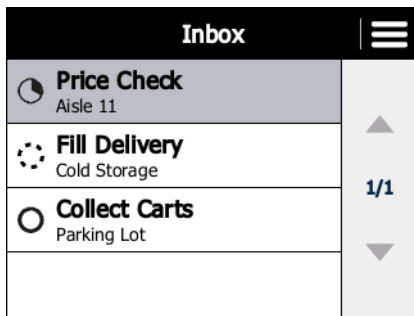 Inbox
Price Check
Aisle 11
Fill Delivery
Cold Storage
1/1
Collect Carts
Parking Lot